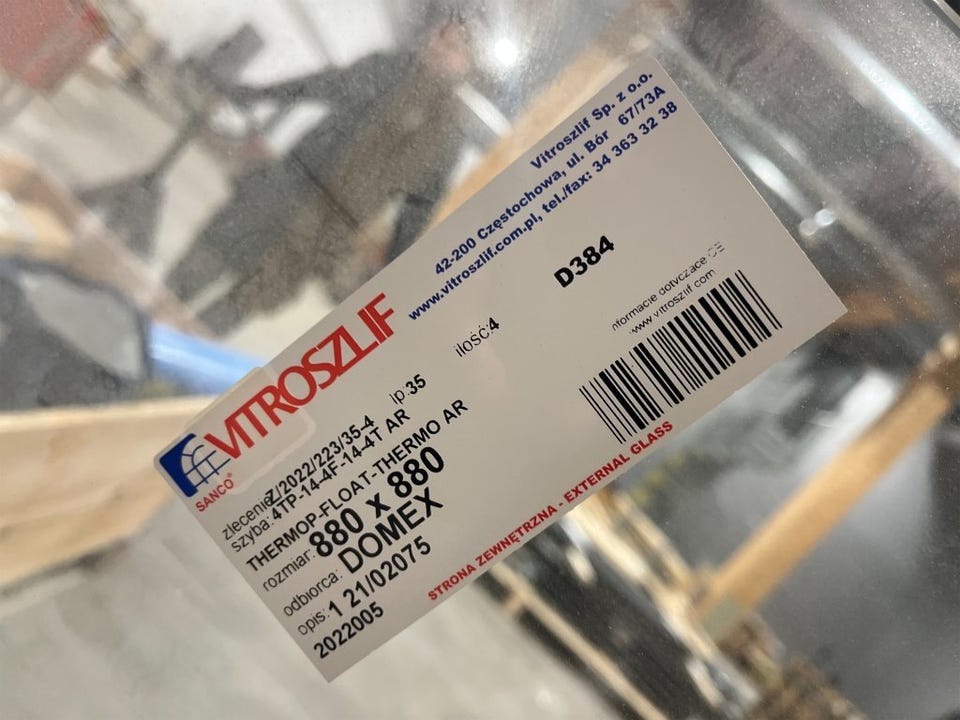 Vitroszlif Sp. z o.o.
42-200 Częstochowa, ul. Bór 67/73A
www.vitroszlif.com.pl, tel./fax: 34 363 32 38
VITROSZLIF
SANCO®
D384
zlecenie:Z/2022/223/35-4 lp:35 ilość:4
szyba:4TP-14-4F-14-4T AR
THERMOP-FLOAT-THERMO AR
rozmiar: 880 x 880
odbiorca: DOMEX
opis:1 21/02075
2022005
nformacje dotyczące CE
www.vitroszlif.com
STRONA ZEWNĘTRZNA - EXTERNAL GLASS